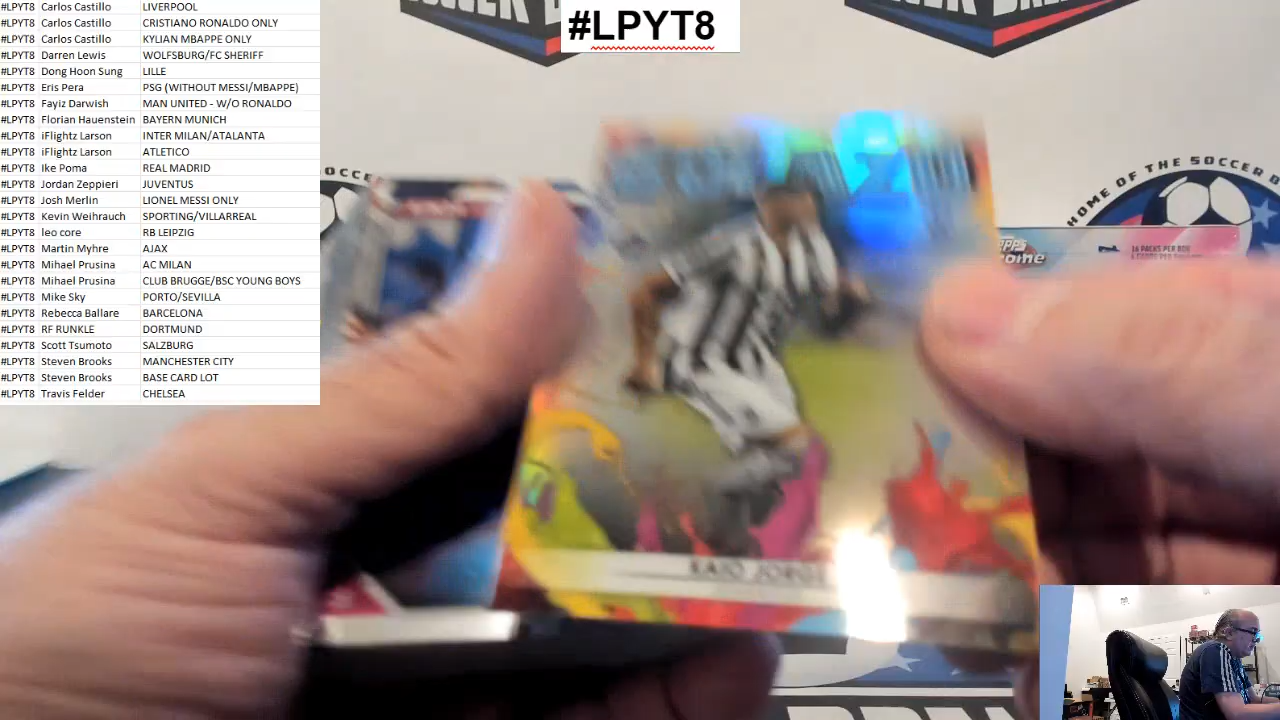 #LPYT8 Carlos Castillo LIVERPOOL
#LPYT8 Carlos Castillo CRISTIANO RONALDO ONLY
#LPYT8 Carlos Castillo KYLIAN MBAPPE ONLY
#LPYT8 Darren Lewis WOLFSBURG/FC SHERIFF
#LPYT8 Dong Hoon Sung LILLE
#LPYT8 Eris Pera PSG (WITHOUT MESSI/MBAPPE)
#LPYT8 Fayiz Darwish MAN UNITED - W/O RONALDO
#LPYT8 Florian Hauenstein BAYERN MUNICH
#LPYT8 iFlightz Larson INTER MILAN/ATALANTA
#LPYT8 iFlightz Larson ATLETICO
#LPYT8 Ike Poma REAL MADRID
#LPYT8 Jordan Zeppieri JUVENTUS
#LPYT8 Josh Merlin LIONEL MESSI ONLY
#LPYT8 Kevin Weihrauch SPORTING/VILLARREAL
#LPYT8 leo core RB LEIPZIG
#LPYT8 Martin Myhre AJAX
#LPYT8 Mihael Prusina AC MILAN
#LPYT8 Mihael Prusina CLUB BRUGGE/BSC YOUNG BOYS
#LPYT8 Mike Sky PORTO/SEVILLA
#LPYT8 Rebecca Ballare BARCELONA
#LPYT8 RF RUNKLE DORTMUND
#LPYT8 Scott Tsumoto SALZBURG
#LPYT8 Steven Brooks MANCHESTER CITY
#LPYT8 Steven Brooks BASE CARD LOT
#LPYT8 Travis Felder CHELSEA
#LPYT8
HOME OF THE SOCCER
16 PACKS PER BOX
KAIO JORGE